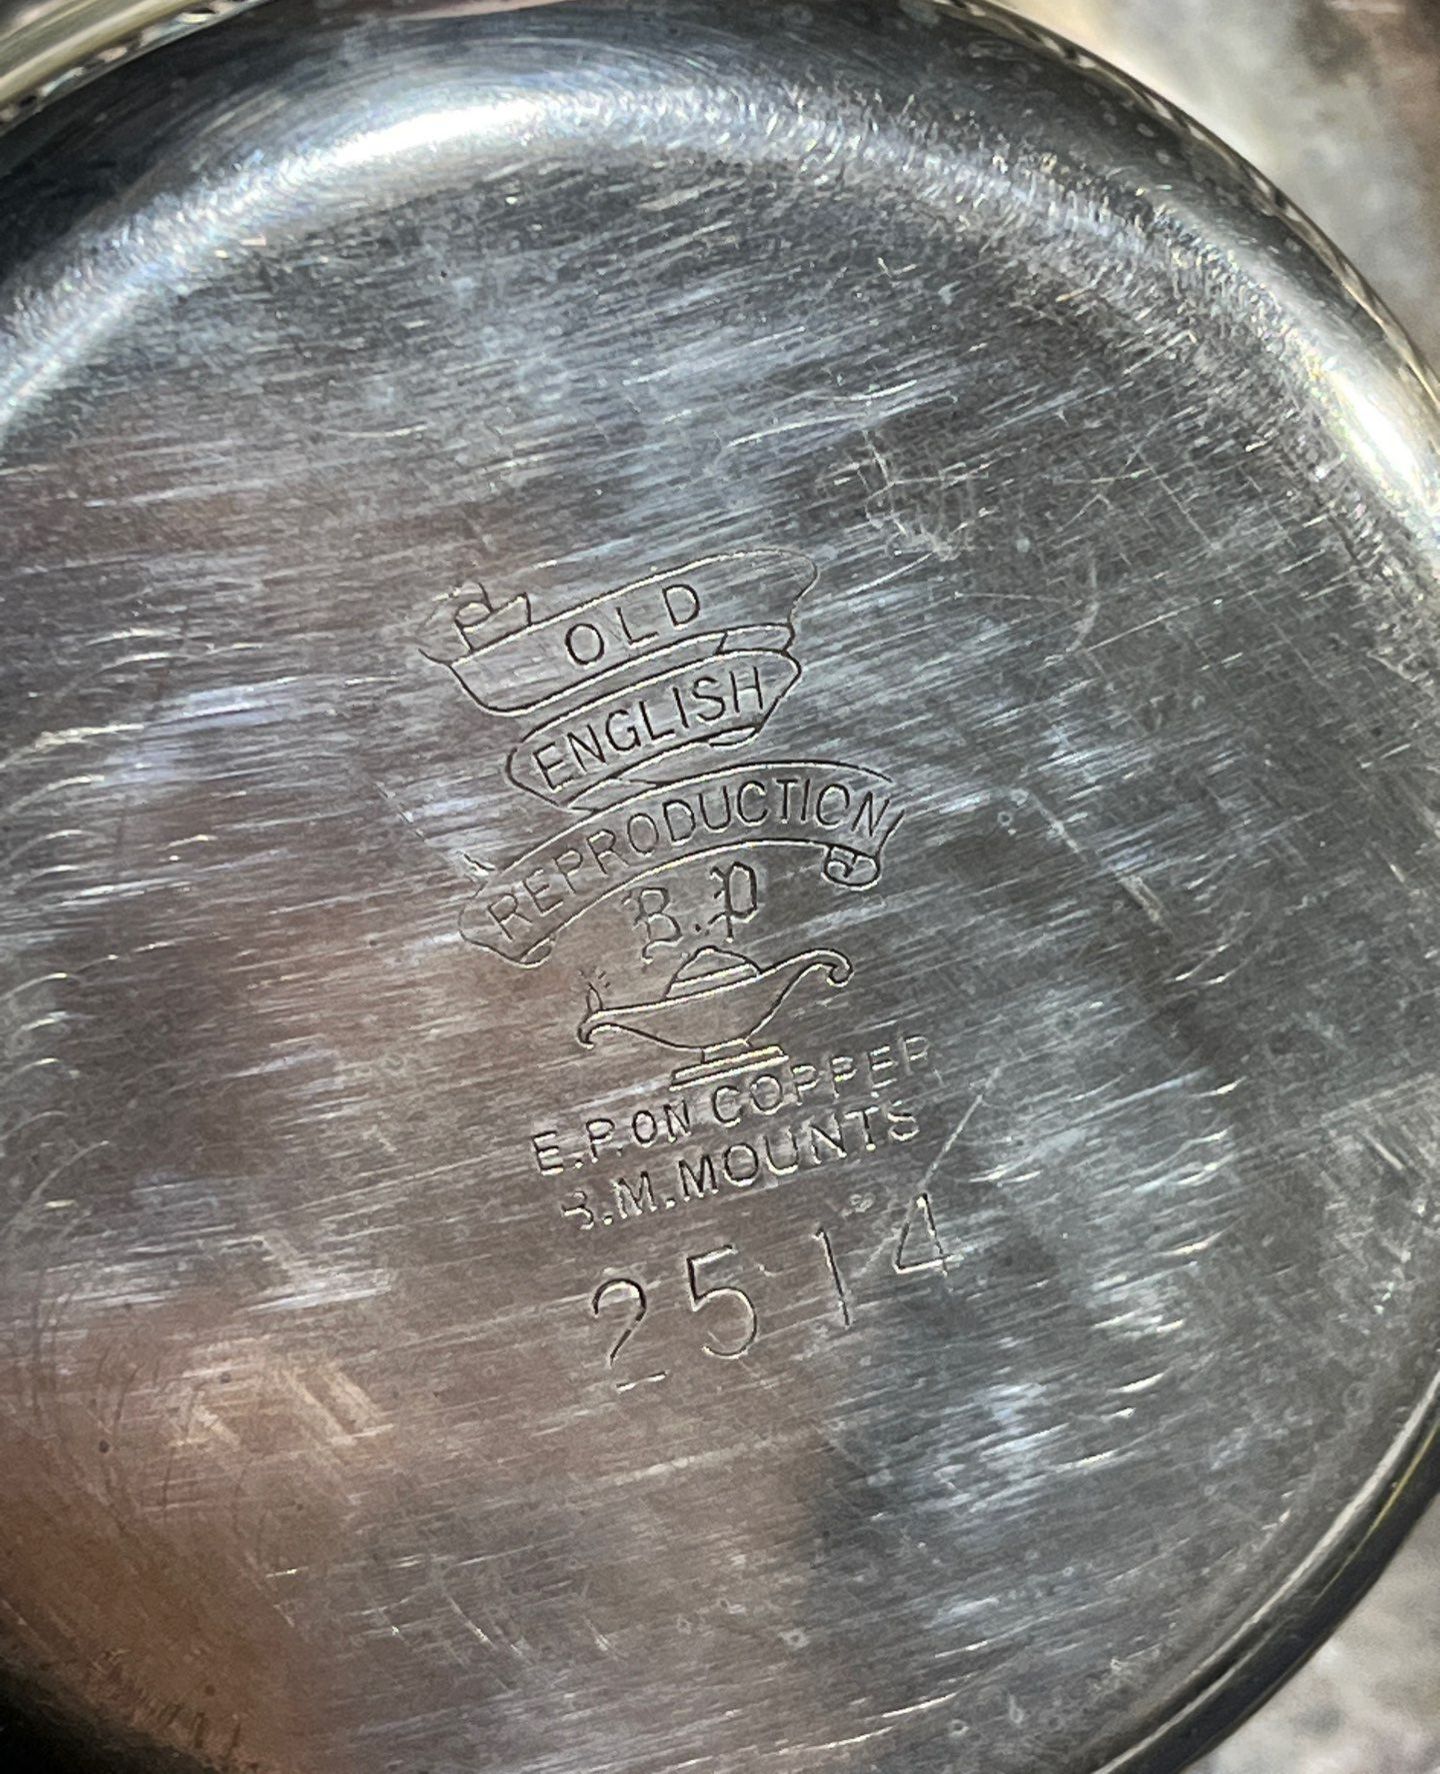 OLD
ENGLISH
REPRODUCTION
B.P
E.P. ON COPPER
B.M. MOUNTS
2514